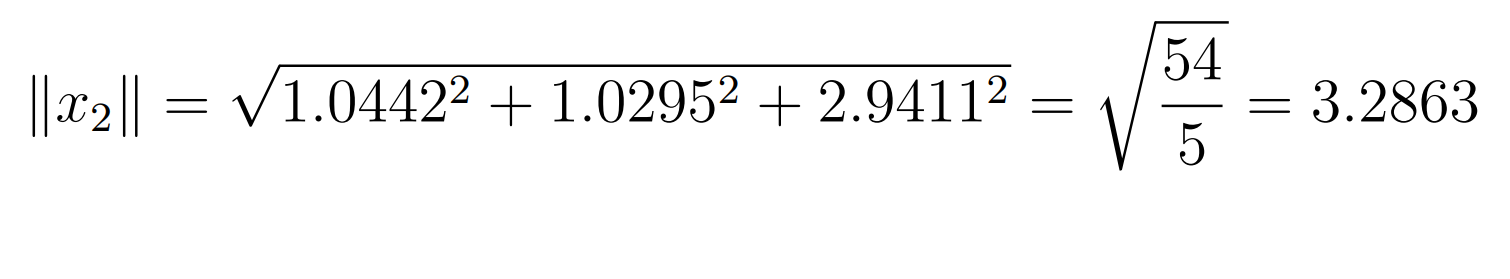 ‖x₂‖ = √(1.0442² + 1.0295² + 2.9411²) = √(54/5) = 3.2863